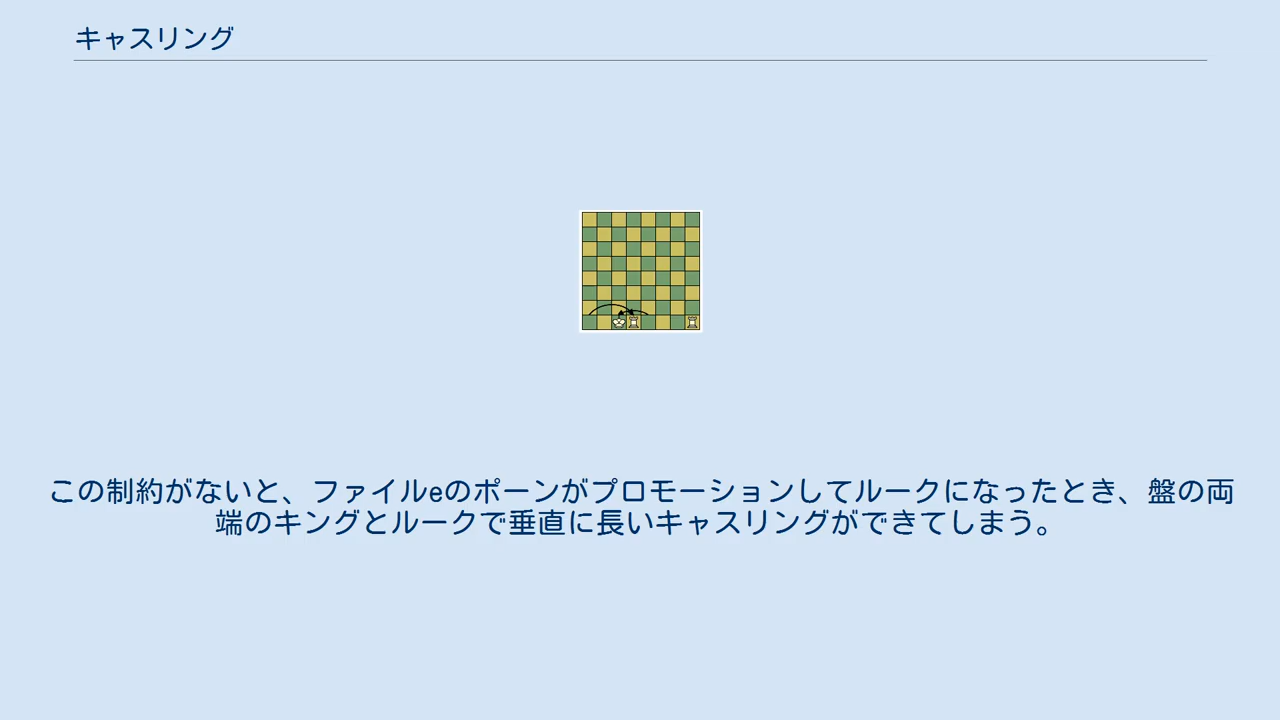 キャスリング
この制約がないと、ファイルeのポーンがプロモーションしてルークになったとき、盤の両
端のキングとルークで垂直に長いキャスリングができてしまう。